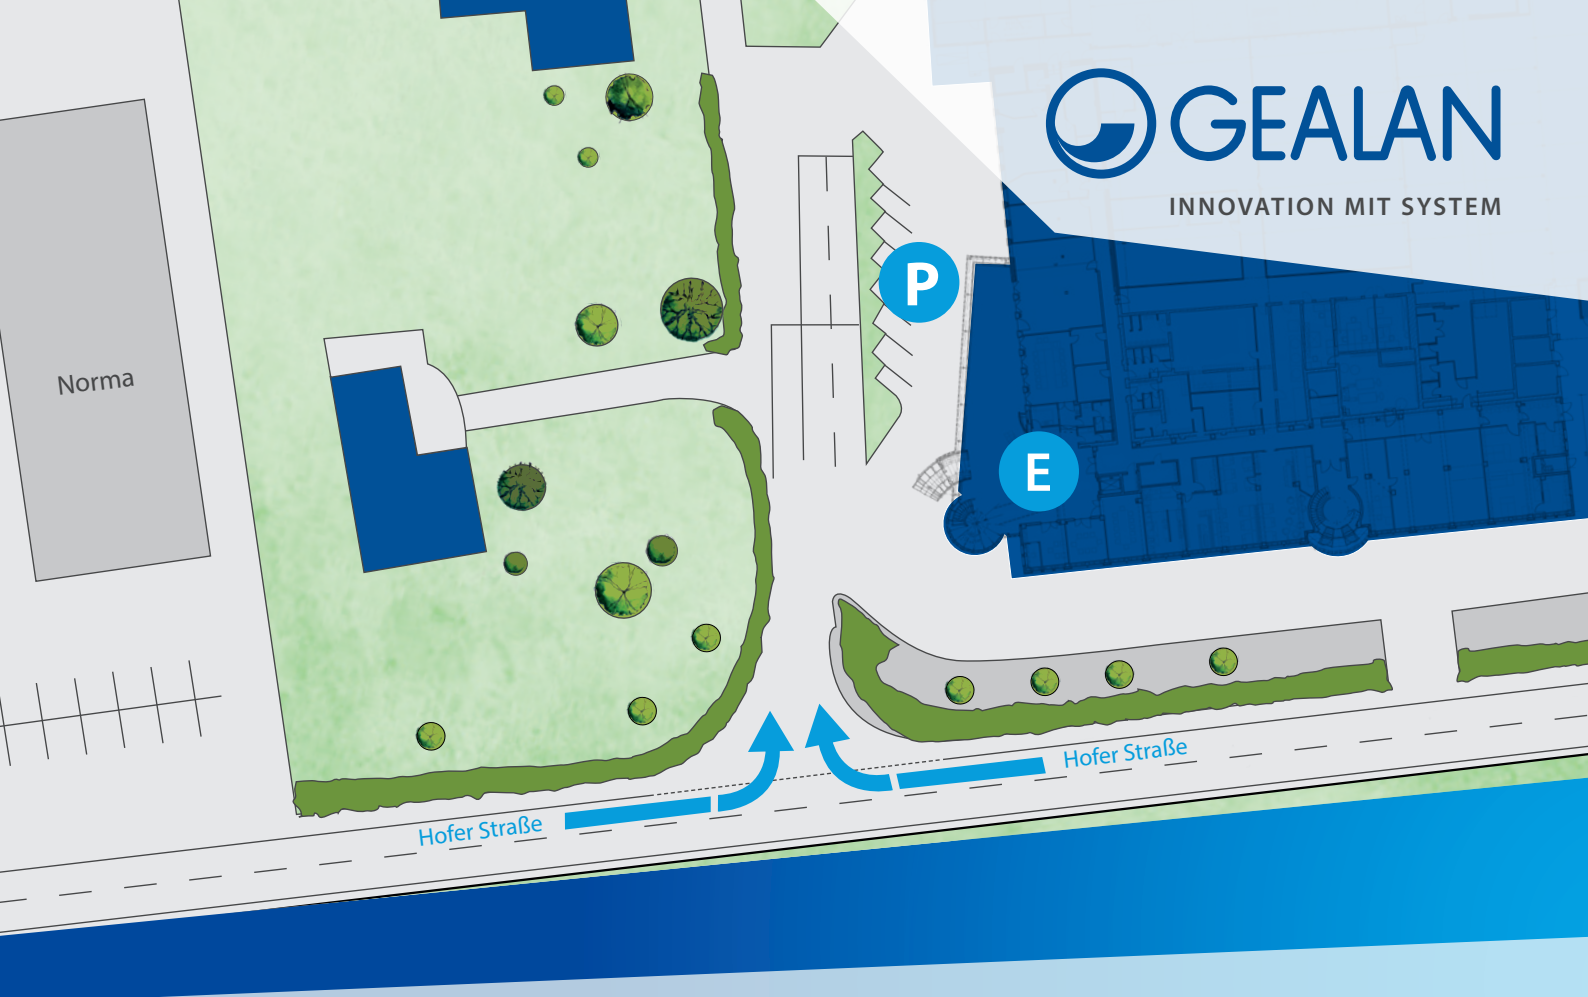 GEALAN
INNOVATION MIT SYSTEM
P
Norma
E
Hofer Straße
Hofer Straße